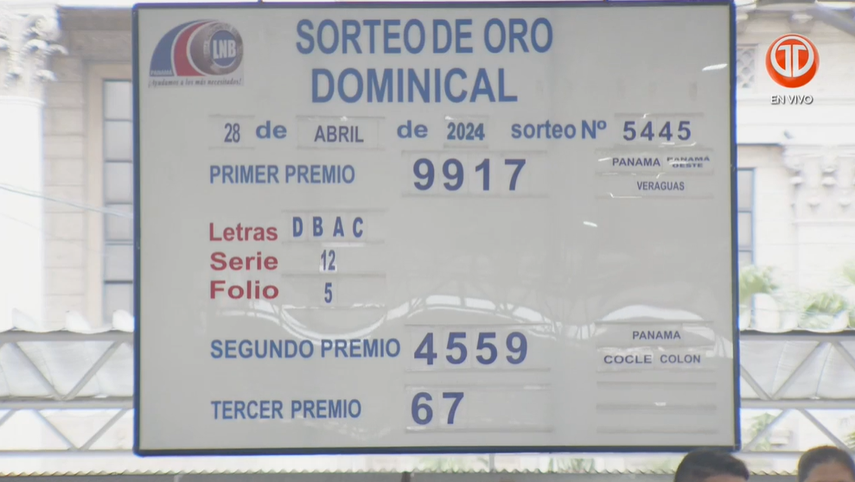 LNB
PANAMÁ
¡Ayudamos a los más necesitados!
SORTEO DE ORO
DOMINICAL
EN VIVO
28 de ABRIL de 2024 sorteo Nº 5445
PRIMER PREMIO 9917
PANAMA PANAMA OESTE
VERAGUAS
Letras D B A C
Serie 12
Folio 5
SEGUNDO PREMIO 4559
PANAMA
COCLE COLON
TERCER PREMIO 67